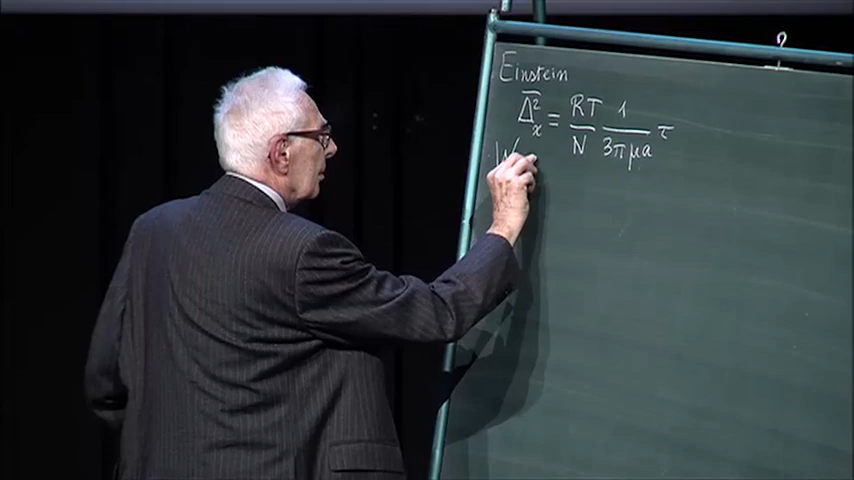 Einstein
Δ̅²ₓ = RT/N 1/3πμa τ
W